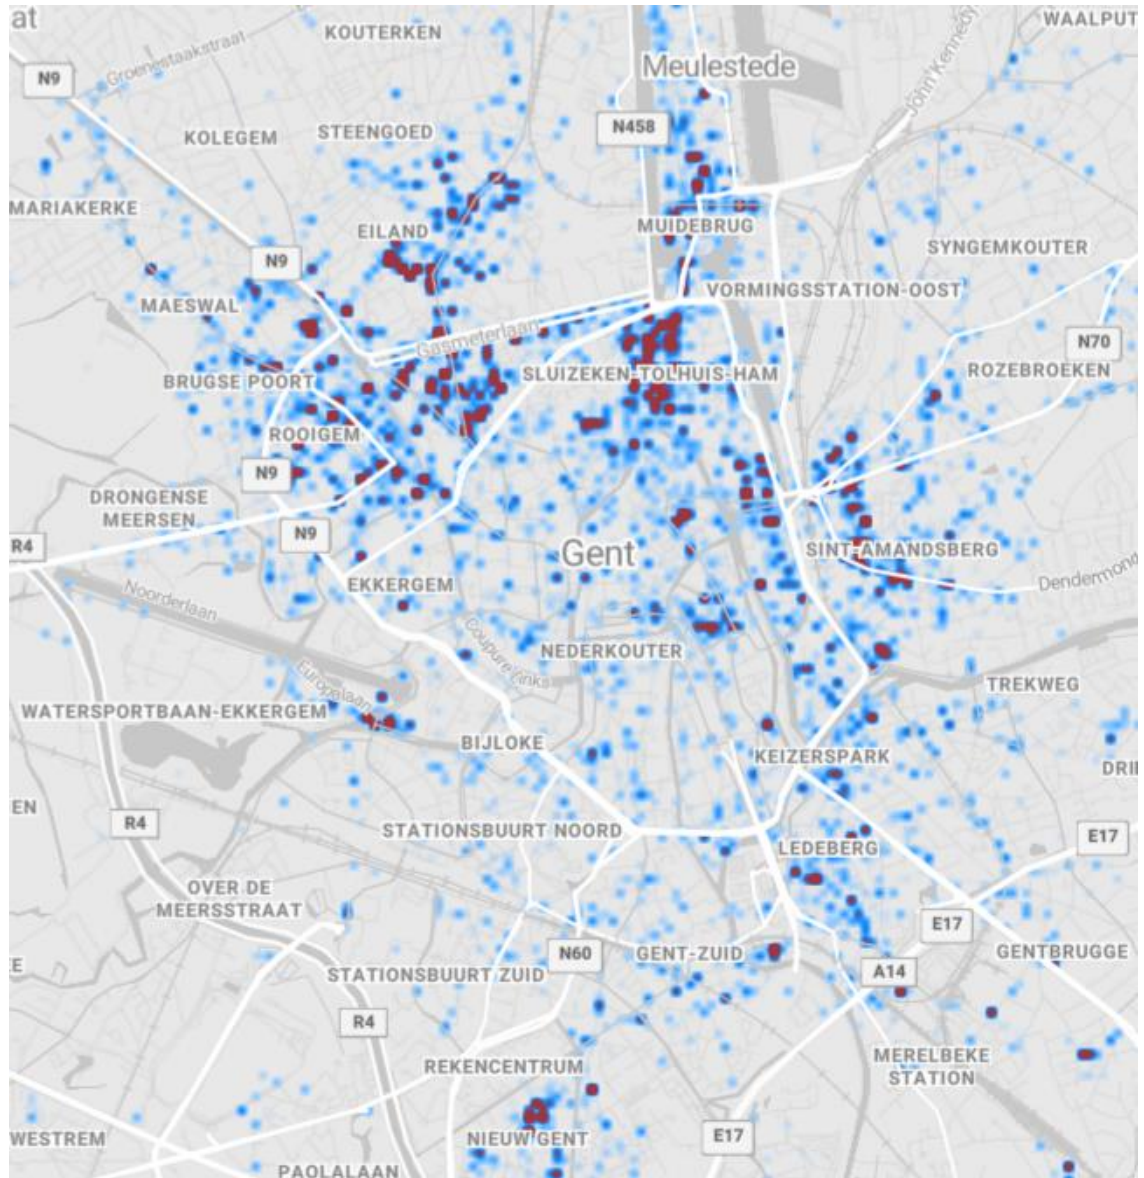 at
KOUTERKEN
WAALPUT
Groenestaakstraat
N9
Meulestede
John Kennedy
N458
STEENGOED
KOLEGEM
MARIAKERKE
EILAND
MUIDEBRUG
SYNGEMKOUTER
N9
MAESWAL
VORMINGSSTATION-OOST
Gasmeterlaan
N70
BRUGSE POORT
SLUIZEKEN-TOLHUIS-HAM
ROZEBROEKEN
ROOIGEM
N9
DRONGENSE
MEERSEN
N9
R4
Gent
SINT-AMANDSBERG
Dendermond
EKKERGEM
Noorderlaan
Coupure links
NEDERKOUTER
Europalaan
TREKWEG
WATERSPORTBAAN-EKKERGEM
BIJLOKE
KEIZERSPARK
DRIE
EN
R4
STATIONSBUURT NOORD
LEDEBERG
E17
OVER DE
MEERSSTRAAT
E17
E
N60
GENT-ZUID
GENTBRUGGE
STATIONSBUURT ZUID
A14
R4
REKENCENTRUM
MERELBEKE
STATION
WESTREM
NIEUW GENT
E17
PAOLALAAN